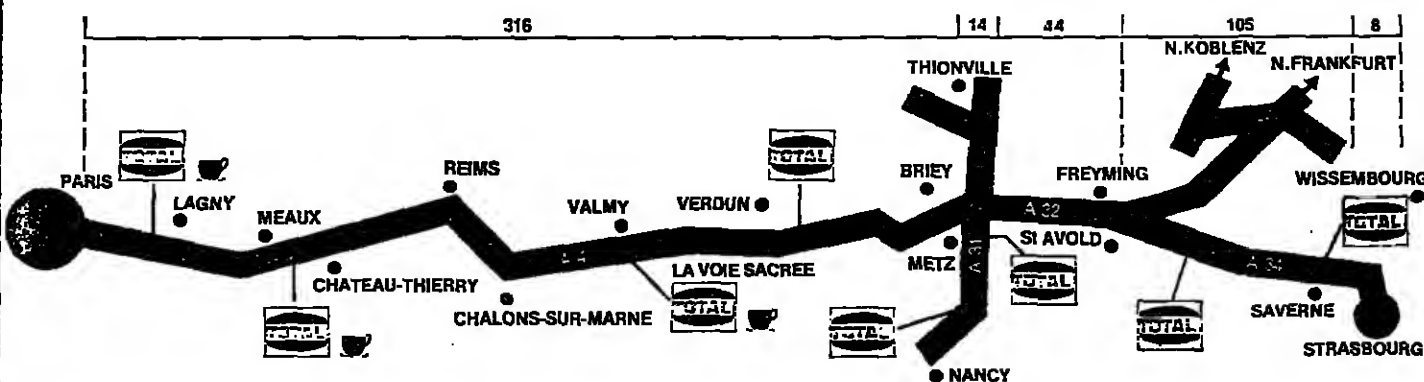 316 14 44 105 8
N.KOBLENZ
THIONVILLE
N.FRANKFURT
TOTAL
TOTAL
PARIS
REIMS
BRIEY
FREYMING
WISSEMBOURG
LAGNY
MEAUX
VALMY
VERDUN
TOTAL
A 32
A 4
St AVOLD
METZ
A 31
A 34
CHATEAU-THIERRY
LA VOIE SACREE
TOTAL
CHALONS-SUR-MARNE
TOTAL
TOTAL
TOTAL
TOTAL
SAVERNE
STRASBOURG
NANCY